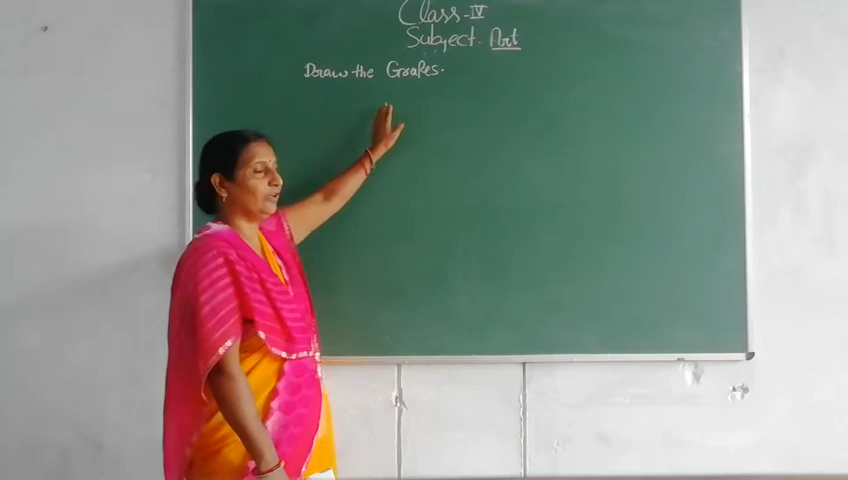 Class-IV
Subject- Art
Draw the Grapes.